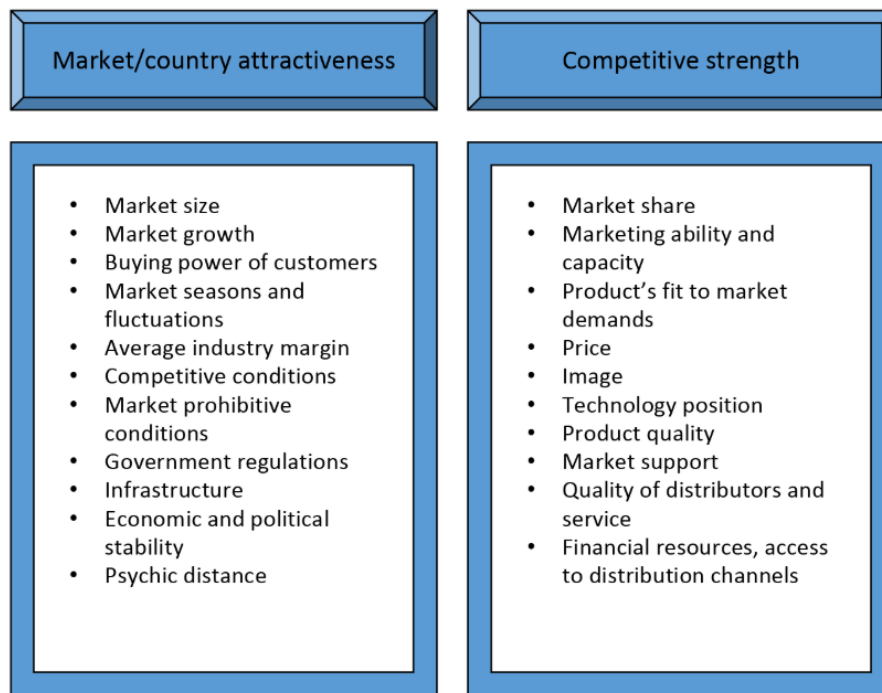 Market/country attractiveness
• Market size
• Market growth
• Buying power of customers
• Market seasons and
fluctuations
• Average industry margin
• Competitive conditions
• Market prohibitive
conditions
• Government regulations
• Infrastructure
• Economic and political
stability
• Psychic distance
Competitive strength
• Market share
• Marketing ability and
capacity
• Product’s fit to market
demands
• Price
• Image
• Technology position
• Product quality
• Market support
• Quality of distributors and
service
• Financial resources, access
to distribution channels